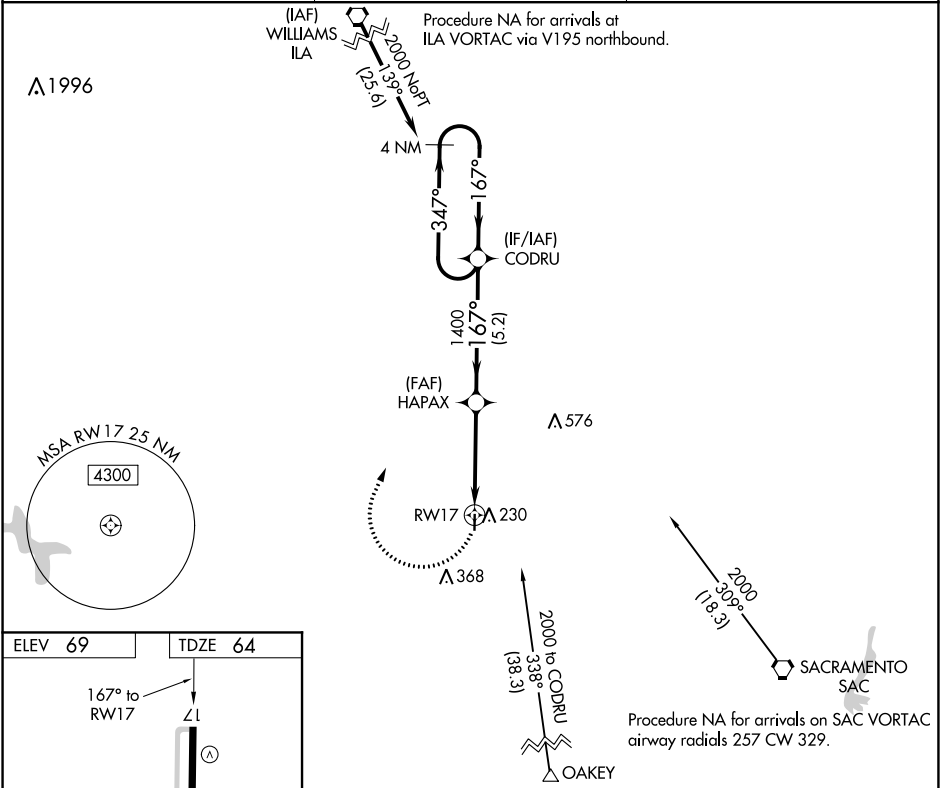 (IAF)
WILLIAMS
ILA
Procedure NA for arrivals at
ILA VORTAC via V195 northbound.
2000 NoPT
139°
(25.6)
1996
4 NM
347°
167°
(IF/IAF)
CODRU
1400
167°
(5.2)
(FAF)
HAPAX
576
MSA RW17 25 NM
4300
RW17
230
368
2000
309°
(18.3)
2000 to CODRU
338°
(38.3)
SACRAMENTO
SAC
Procedure NA for arrivals on SAC VORTAC
airway radials 257 CW 329.
OAKEY
ELEV 69
TDZE 64
167° to
RW17
17
A